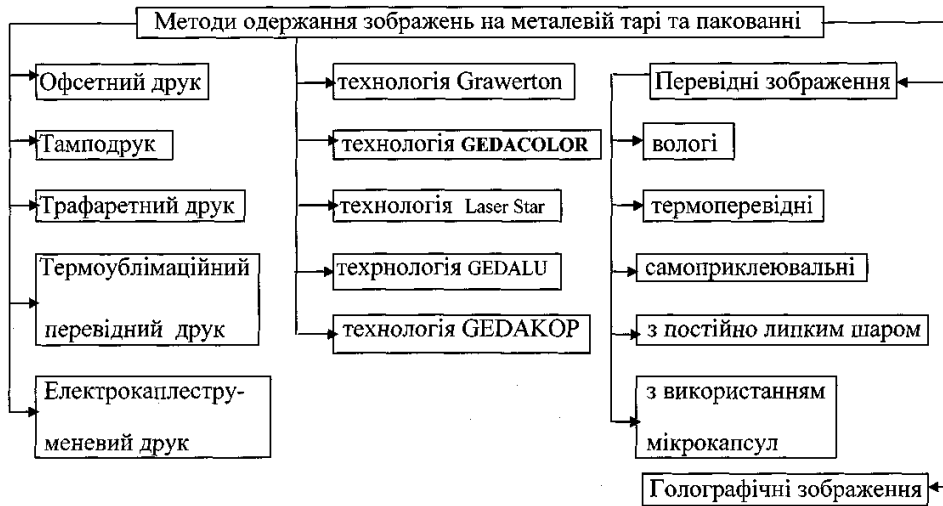 Методи одержання зображень на металевій тарі та пакованні
Офсетний друк
Тамподрук
Трафаретний друк
Термоублімаційний
перевідний друк
Електрокаплестру-
меневий друк
технологія Grawerton
технологія GEDACOLOR
технологія Laser Star
техрнологія GEDALU
технологія GEDAKOP
Перевідні зображення
вологі
термоперевідні
самоприклеювальні
з постійно липким шаром
з використанням
мікрокапсул
Голографічні зображення